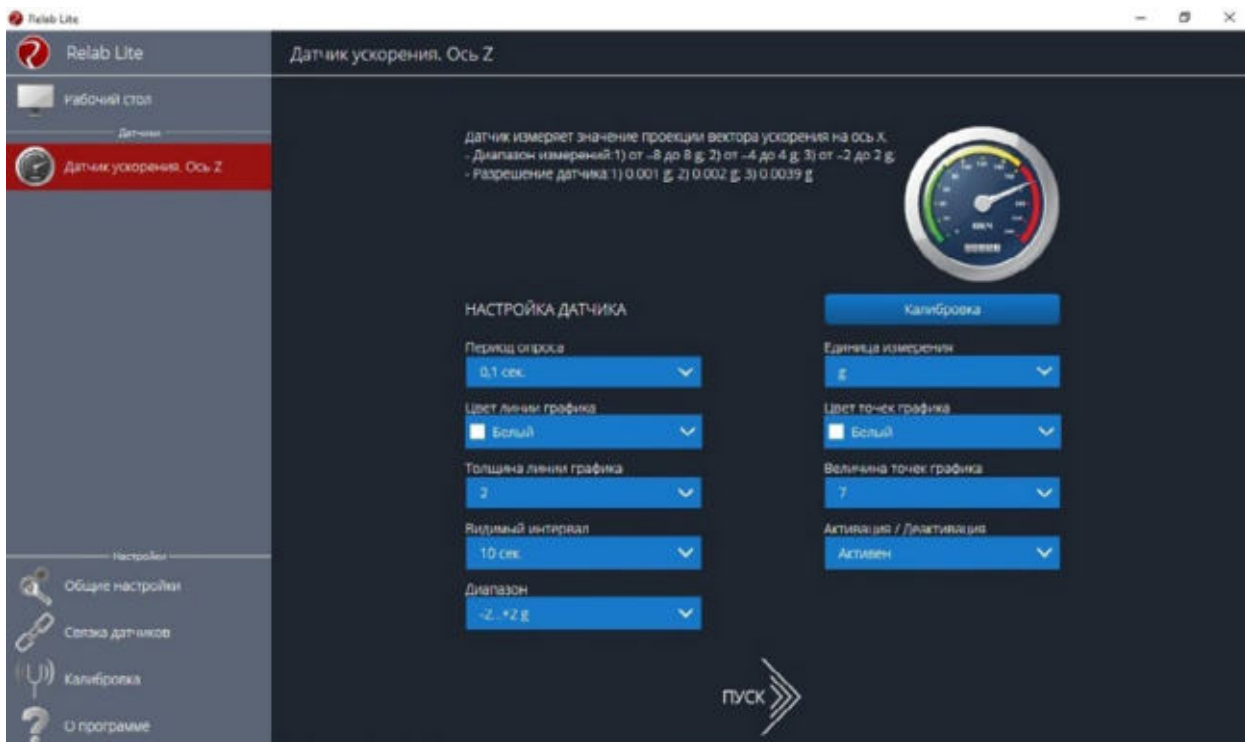 Relab Lite
Relab Lite
Рабочий стол
Датчики
Датчик ускорения. Ось Z
Настройки
Общие настройки
Связка датчиков
Калибровка
О программе
Датчик ускорения. Ось Z
Датчик измеряет значение проекции вектора ускорения на ось X.
- Диапазон измерений:1) от –8 до 8 g; 2) от –4 до 4 g; 3) от –2 до 2 g;
- Разрешение датчика:1) 0.001 g; 2) 0.002 g; 3) 0.0039 g
НАСТРОЙКА ДАТЧИКА
Калибровка
Период опроса
0,1 сек.
Единица измерения
g
Цвет линии графика
Белый
Цвет точек графика
Белый
Толщина линии графика
2
Величина точек графика
7
Видимый интервал
10 сек.
Активация / Деактивация
Активен
Диапазон
-2...+2 g
ПУСК